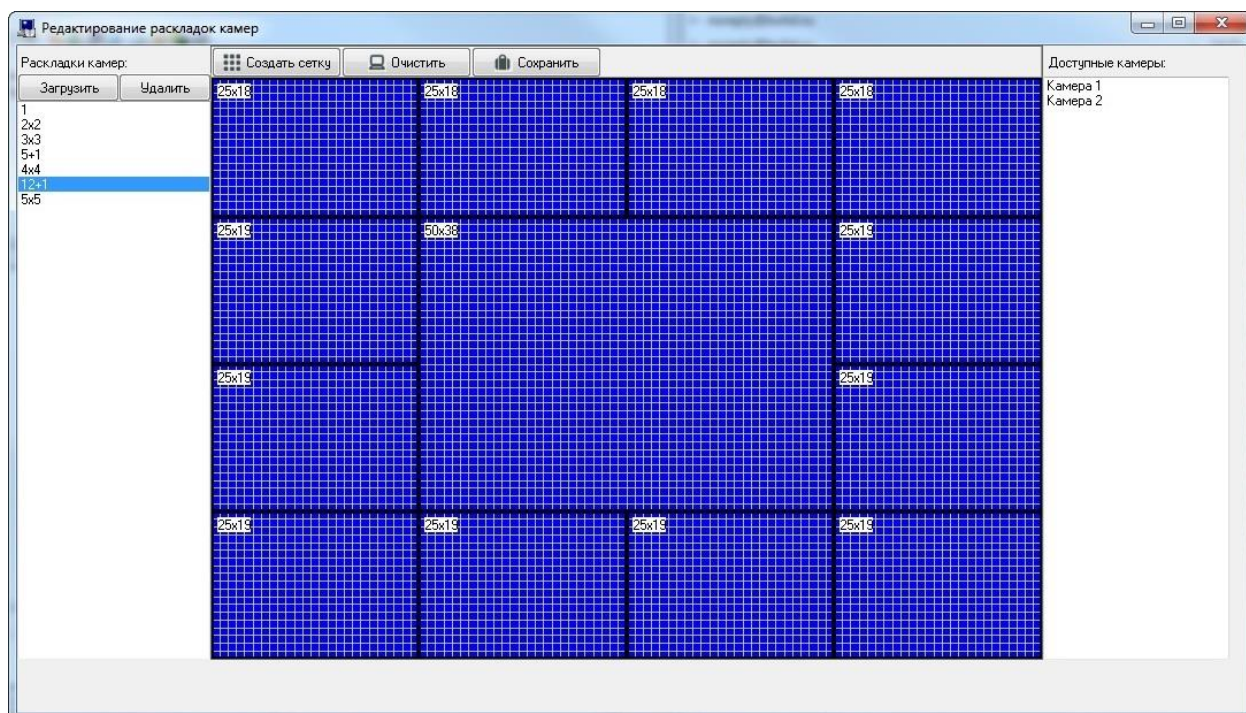 Редактирование раскладок камер
Раскладки камер:
Создать сетку Очистить Сохранить
Доступные камеры:
Загрузить Удалить
1
2x2
3x3
5+1
4x4
12+1
5x5
25x18 25x18 25x18 25x18
25x19 50x38 25x19
25x19 25x19
25x19 25x19 25x19 25x19
Камера 1
Камера 2